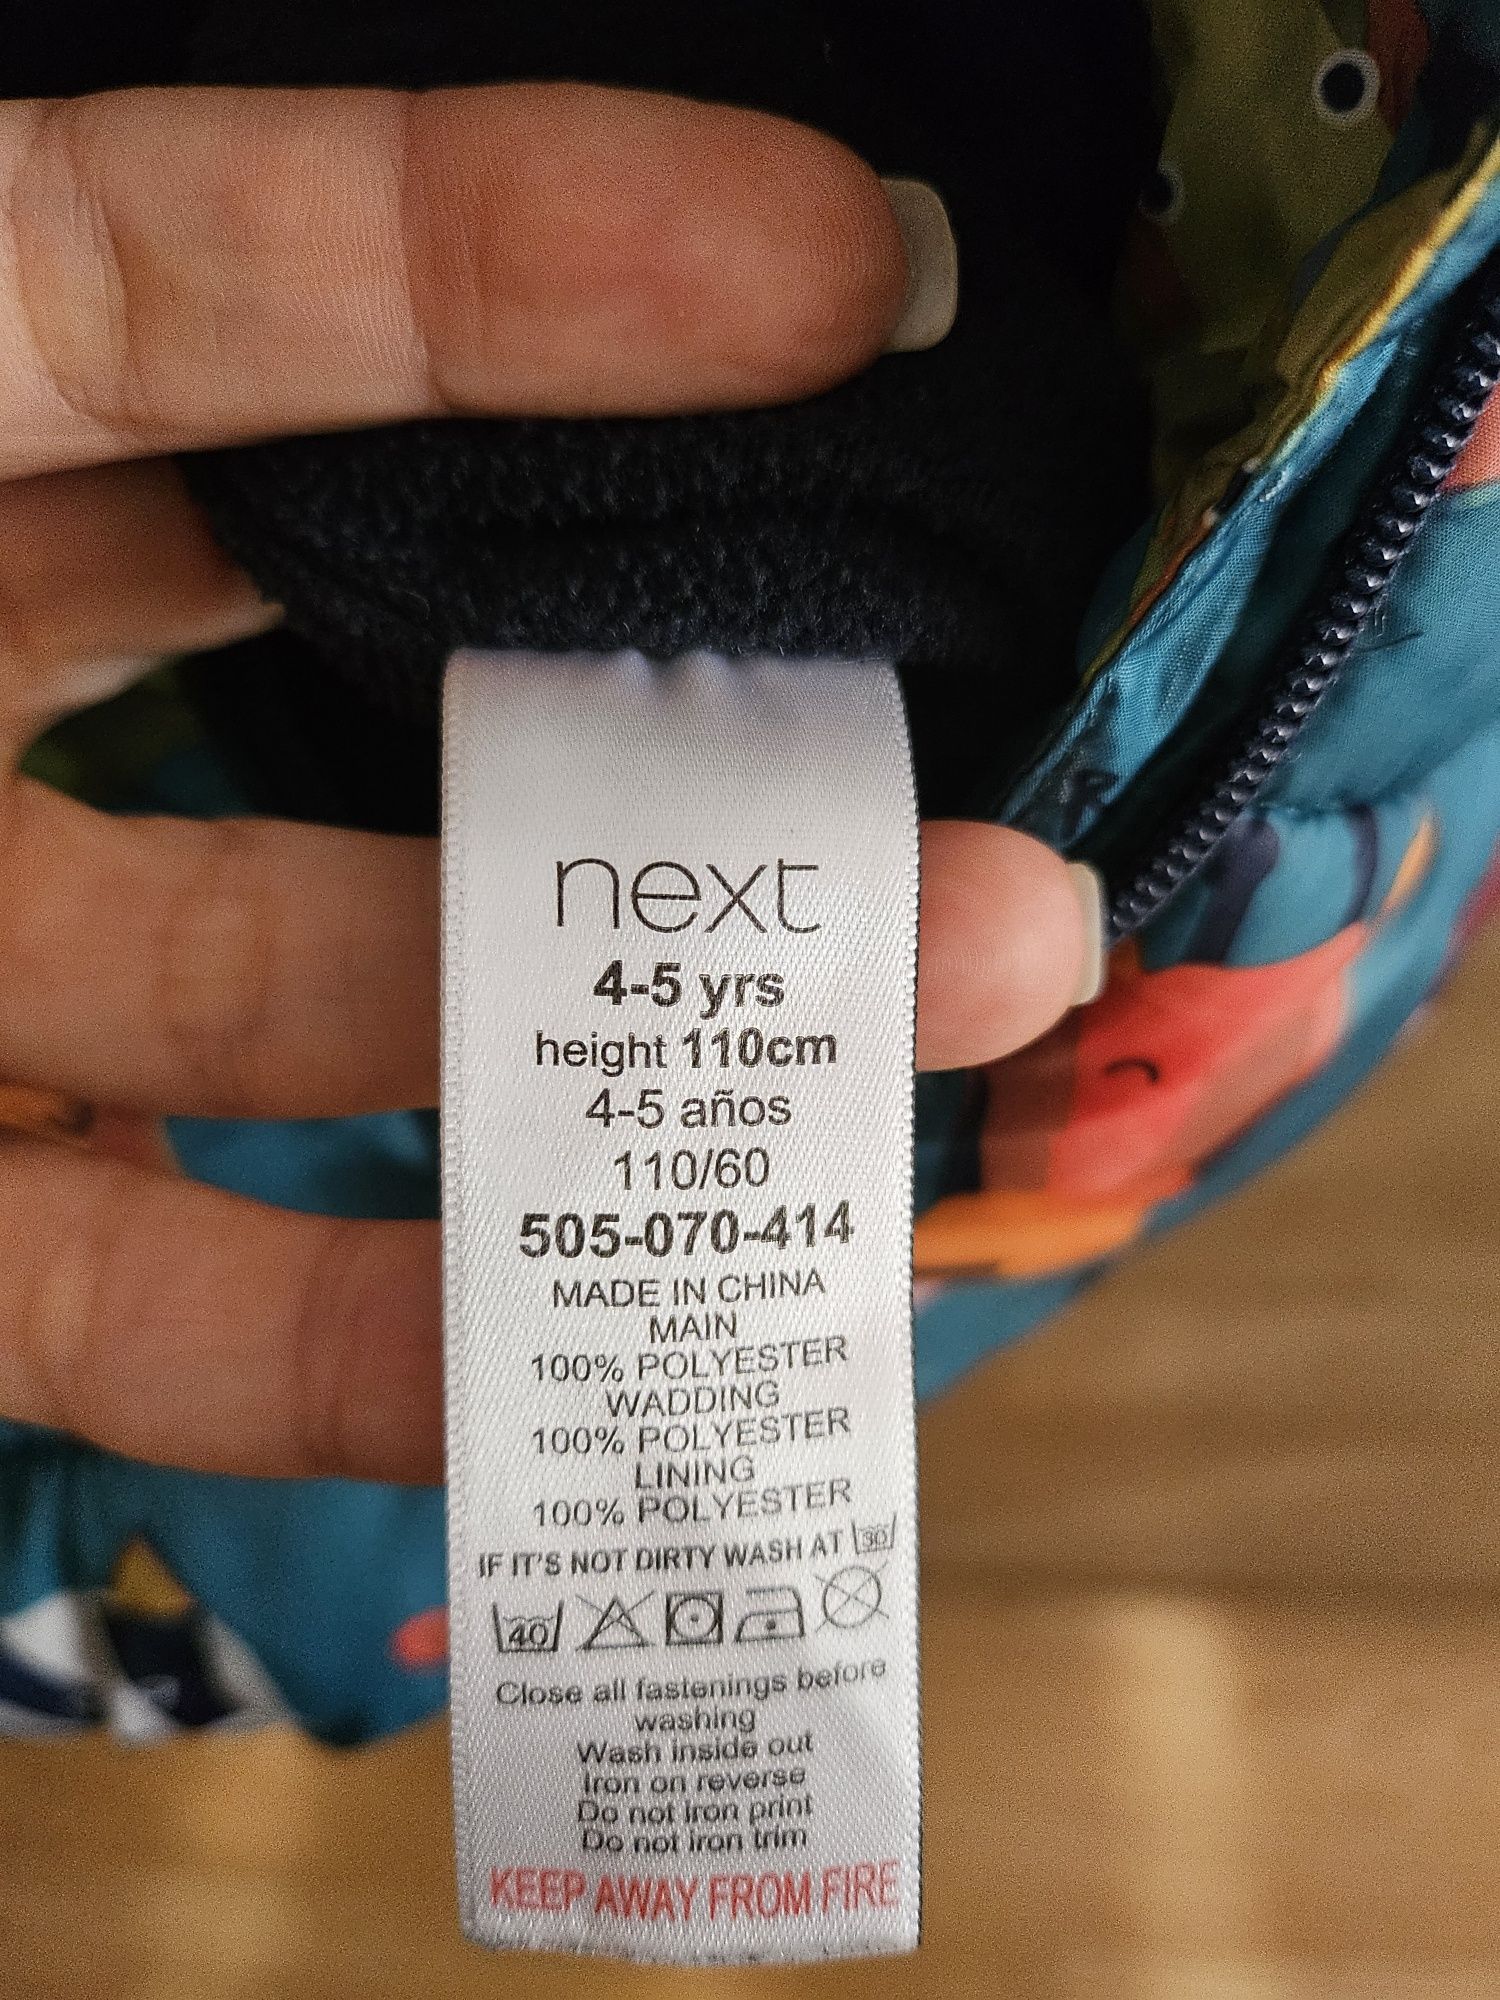 next
4-5 yrs
height 110cm
4-5 años
110/60
505-070-414
MADE IN CHINA
MAIN
100% POLYESTER
WADDING
100% POLYESTER
LINING
100% POLYESTER
IF IT'S NOT DIRTY WASH AT 30
40
Close all fastenings before
washing
Wash inside out
Iron on reverse
Do not iron print
Do not iron trim
KEEP AWAY FROM FIRE